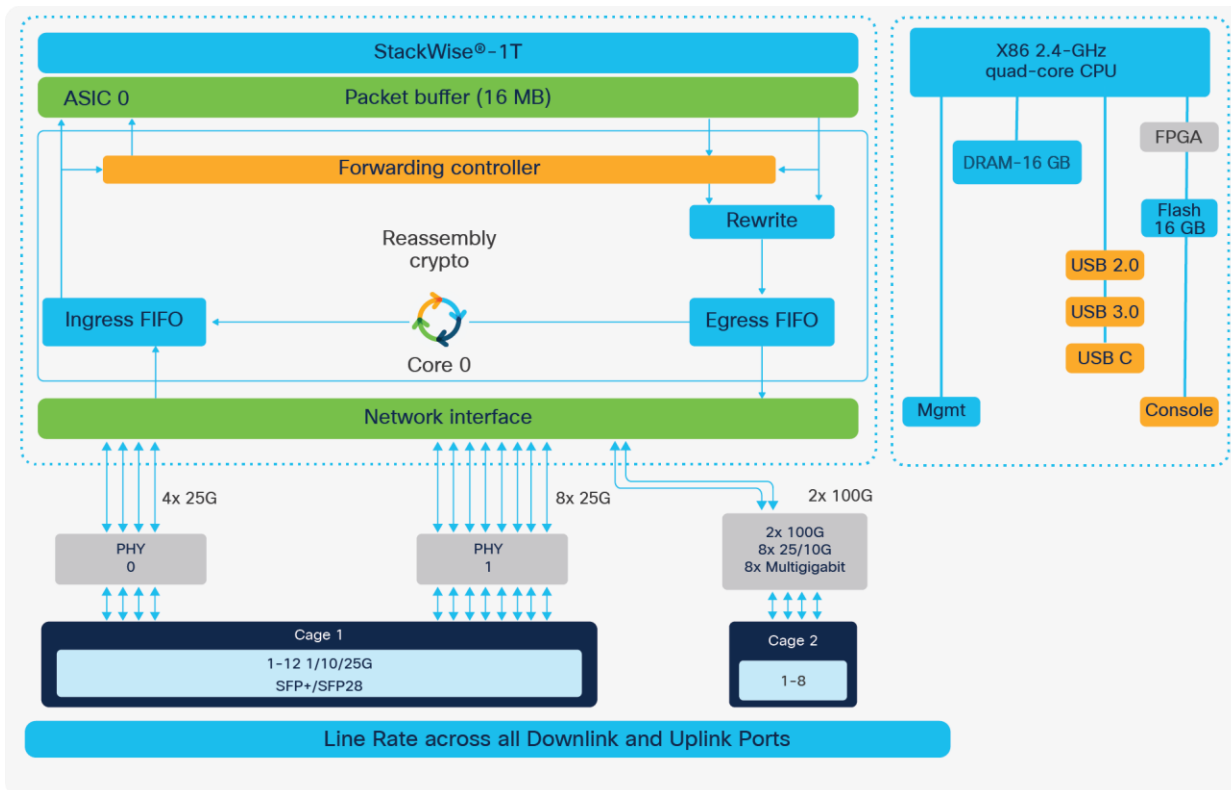 StackWise®-1T
ASIC 0
Packet buffer (16 MB)
Forwarding controller
Rewrite
Reassembly
crypto
Ingress FIFO
Egress FIFO
Core 0
Network interface
4x 25G
8x 25G
2x 100G
PHY
0
PHY
1
2x 100G
8x 25/10G
8x Multigigabit
Cage 1
1-12 1/10/25G
SFP+/SFP28
Cage 2
1-8
Line Rate across all Downlink and Uplink Ports
X86 2.4-GHz
quad-core CPU
FPGA
DRAM-16 GB
Flash
16 GB
USB 2.0
USB 3.0
USB C
Mgmt
Console